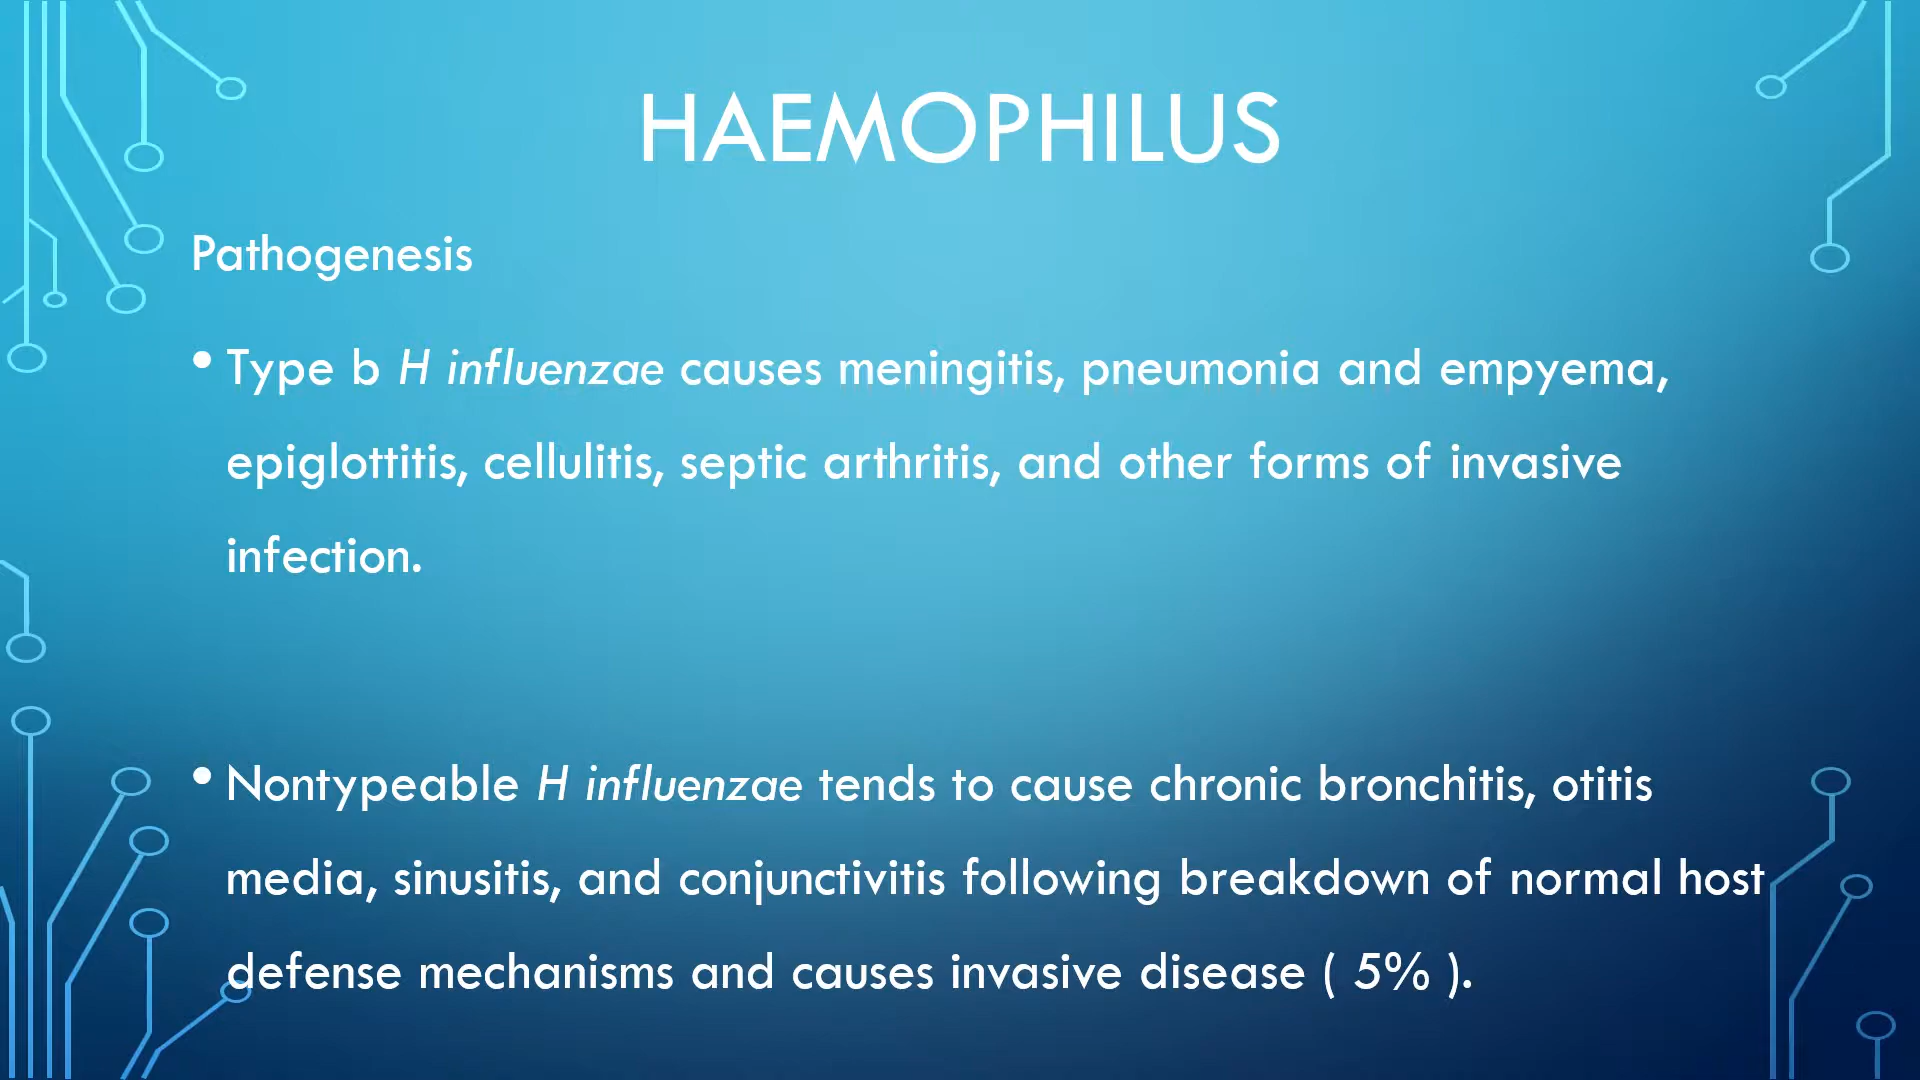 HAEMOPHILUS
Pathogenesis
• Type b H influenzae causes meningitis, pneumonia and empyema,
epiglottitis, cellulitis, septic arthritis, and other forms of invasive
infection.
• Nontypeable H influenzae tends to cause chronic bronchitis, otitis
media, sinusitis, and conjunctivitis following breakdown of normal host
defense mechanisms and causes invasive disease ( 5% ).